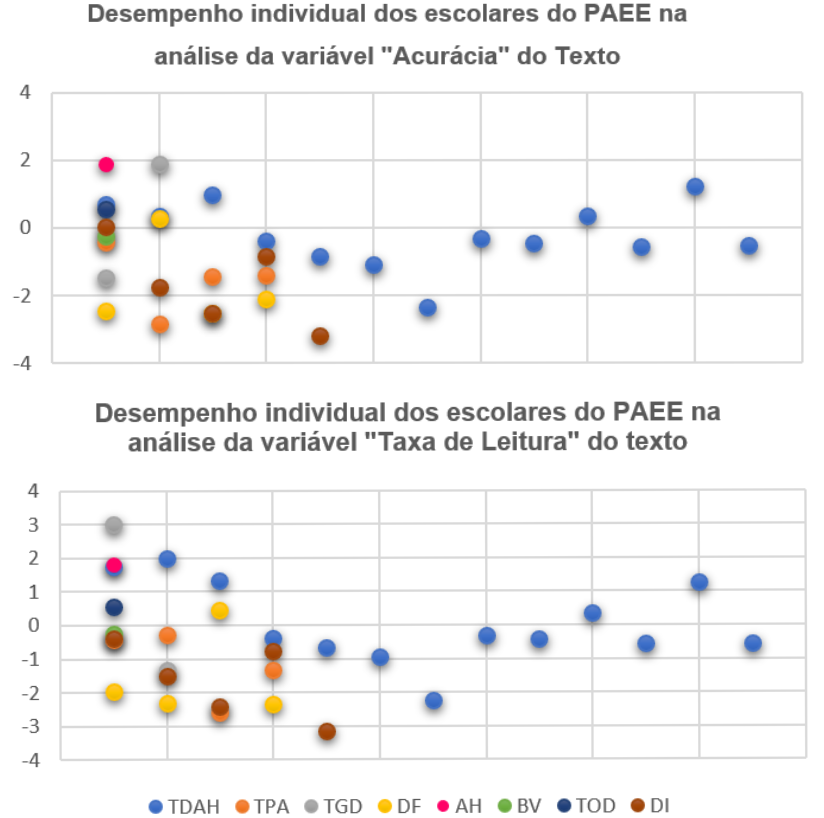 Desempenho individual dos escolares do PAEE na
análise da variável "Acurácia" do Texto
4
2
0
-2
-4
Desempenho individual dos escolares do PAEE na
análise da variável "Taxa de Leitura" do texto
4
3
2
1
0
-1
-2
-3
-4
TDAH TPA TGD DF AH BV TOD DI